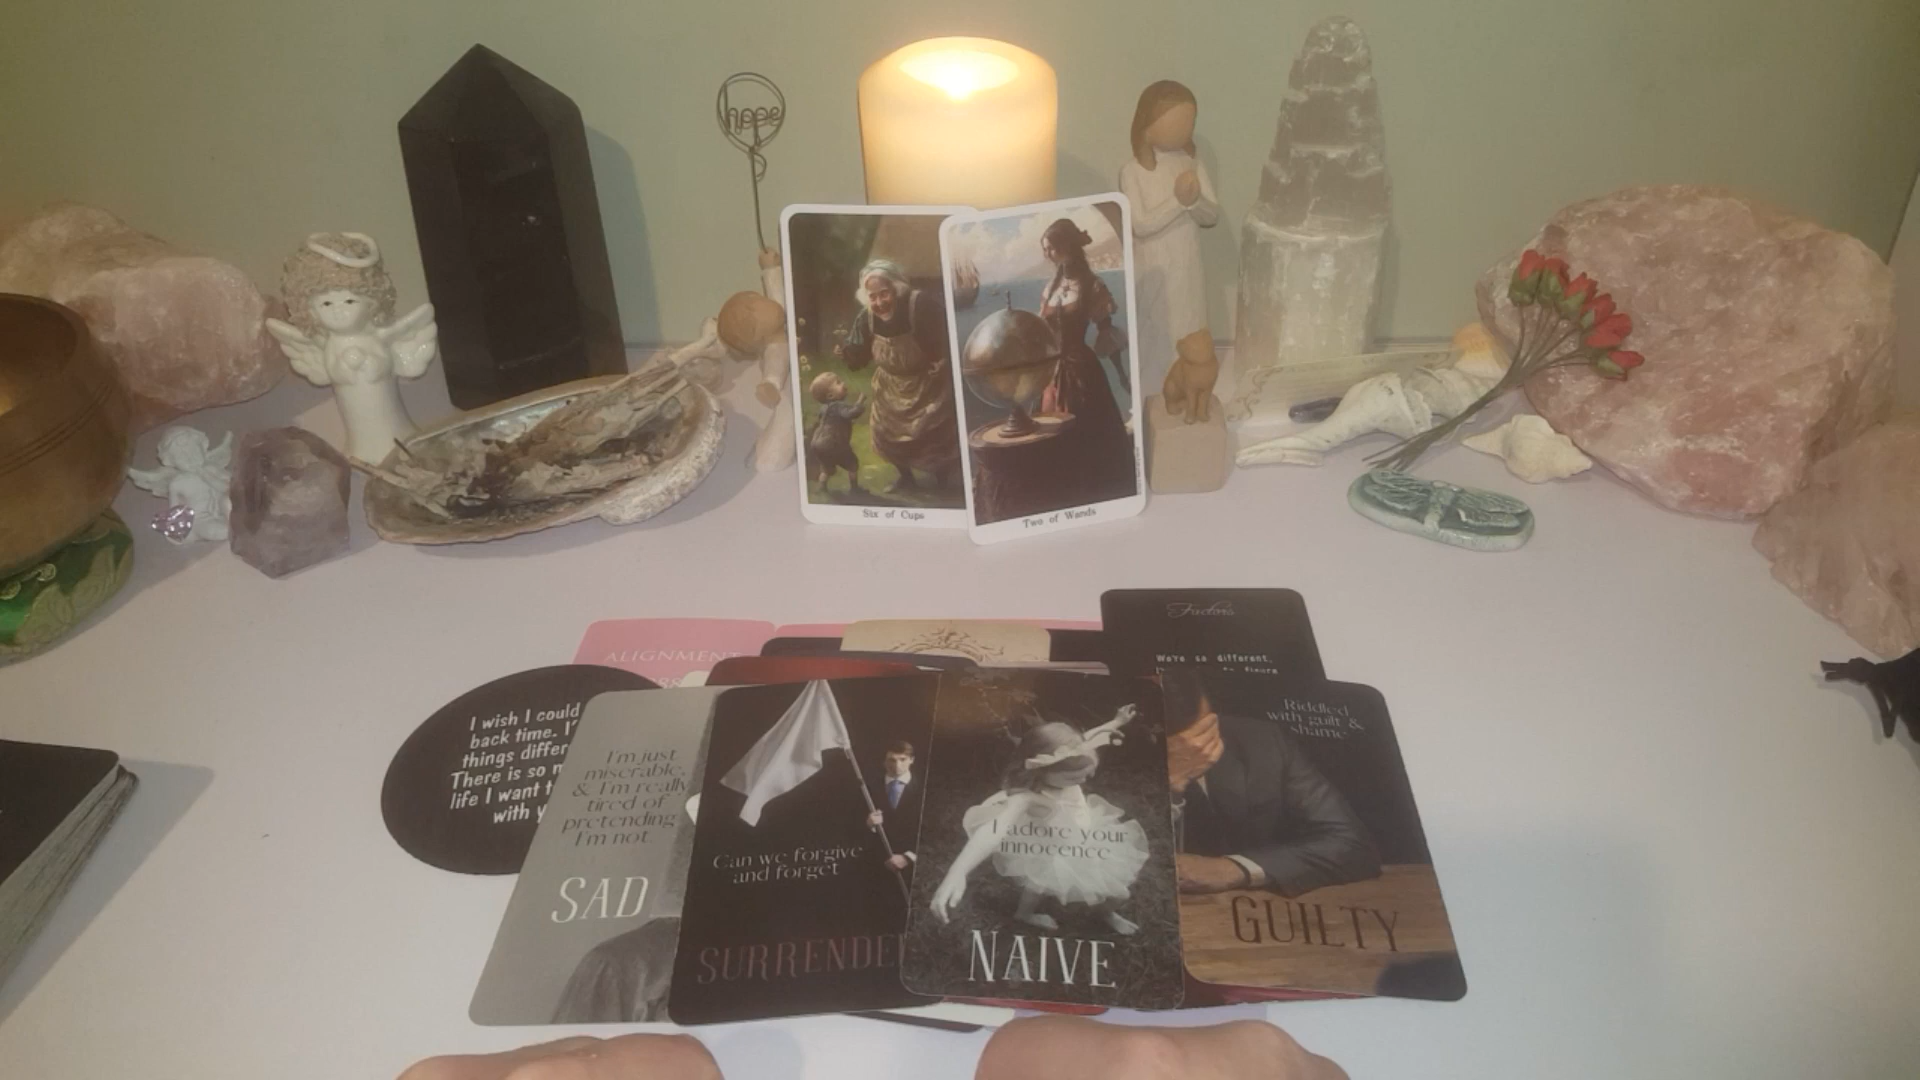 hope
Six of Cups
Two of Wands
Factors
We're so different,
ALIGNMENT
I wish I could
back time.
things differ
There is so
life I want
with
I'm just
miserable,
& I'm really
tired of
pretending
I'm not.
SAD
Can we forgive
and forget
SURRENDE
I adore your
innocence
NAIVE
Riddled
with guilt &
shame
GUILTY